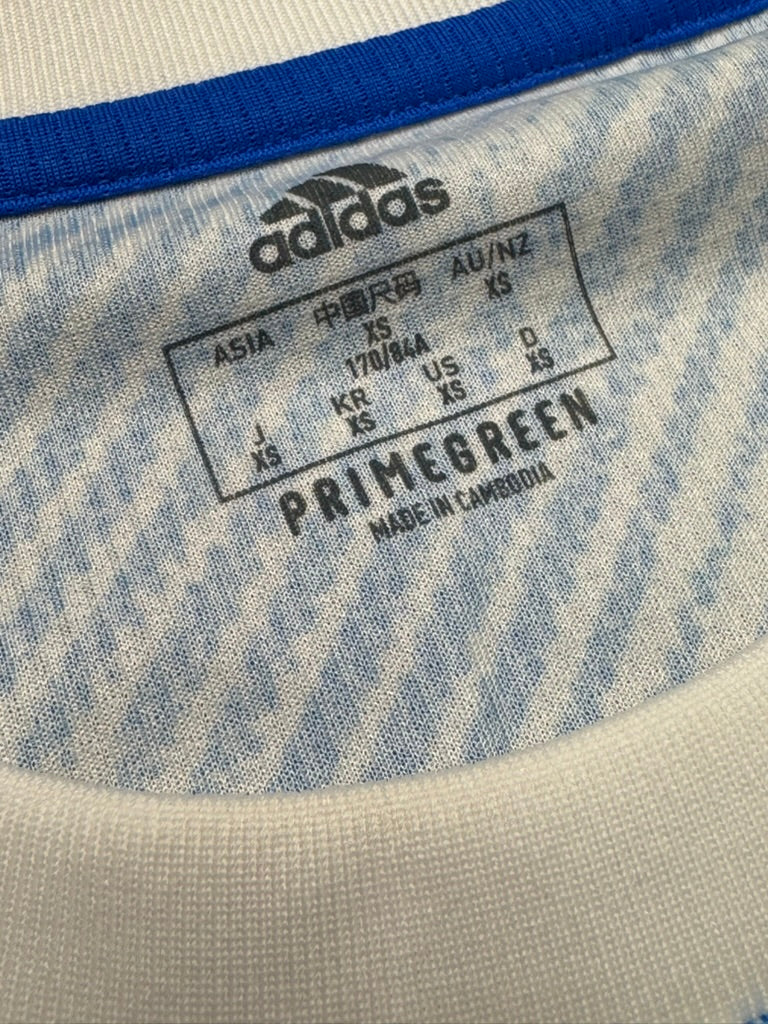 adidas
ASIA 中国尺码 AU/NZ
XS XS
170/84A
J KR US D
XS XS XS XS
PRIMEGREEN
MADE IN CAMBODIA